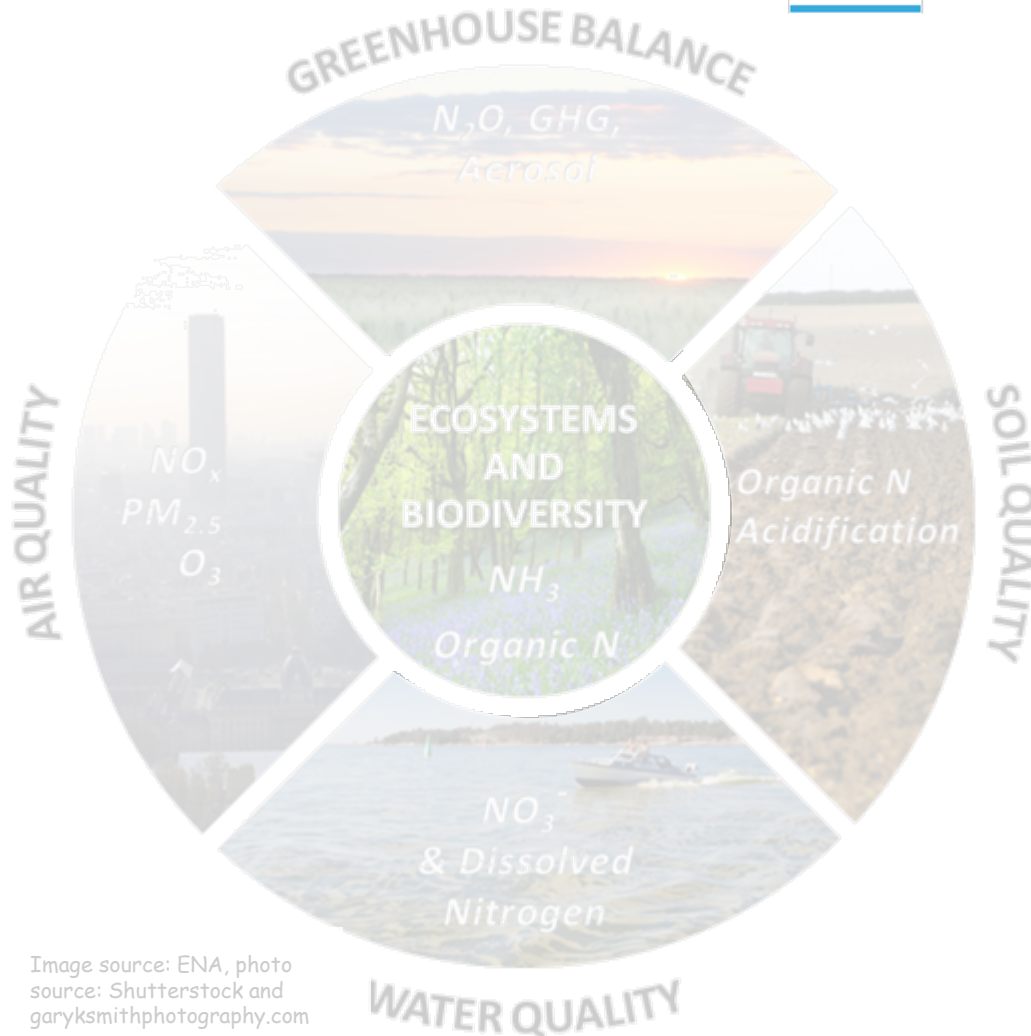 GREENHOUSE BALANCE
N₂O, GHG,
Aerosol
AIR QUALITY
NOₓ
PM₂.₅
O₃
ECOSYSTEMS
AND
BIODIVERSITY
NH₃
Organic N
SOIL QUALITY
Organic N
Acidification
NO₃⁻
& Dissolved
Nitrogen
WATER QUALITY
Image source: ENA, photo
source: Shutterstock and
garyksmithphotography.com